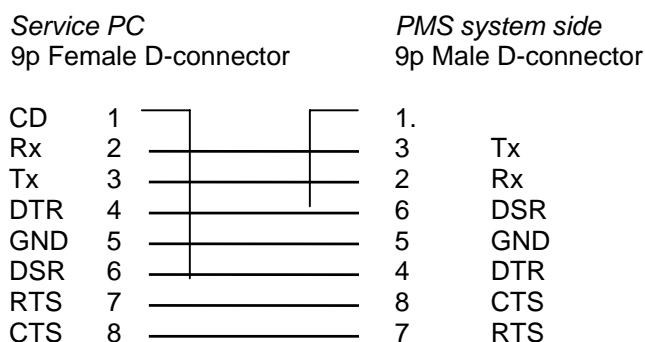 Service PC PMS system side
9p Female D-connector 9p Male D-connector
CD 1 1.
Rx 2 3 Tx
Tx 3 2 Rx
DTR 4 6 DSR
GND 5 5 GND
DSR 6 4 DTR
RTS 7 8 CTS
CTS 8 7 RTS